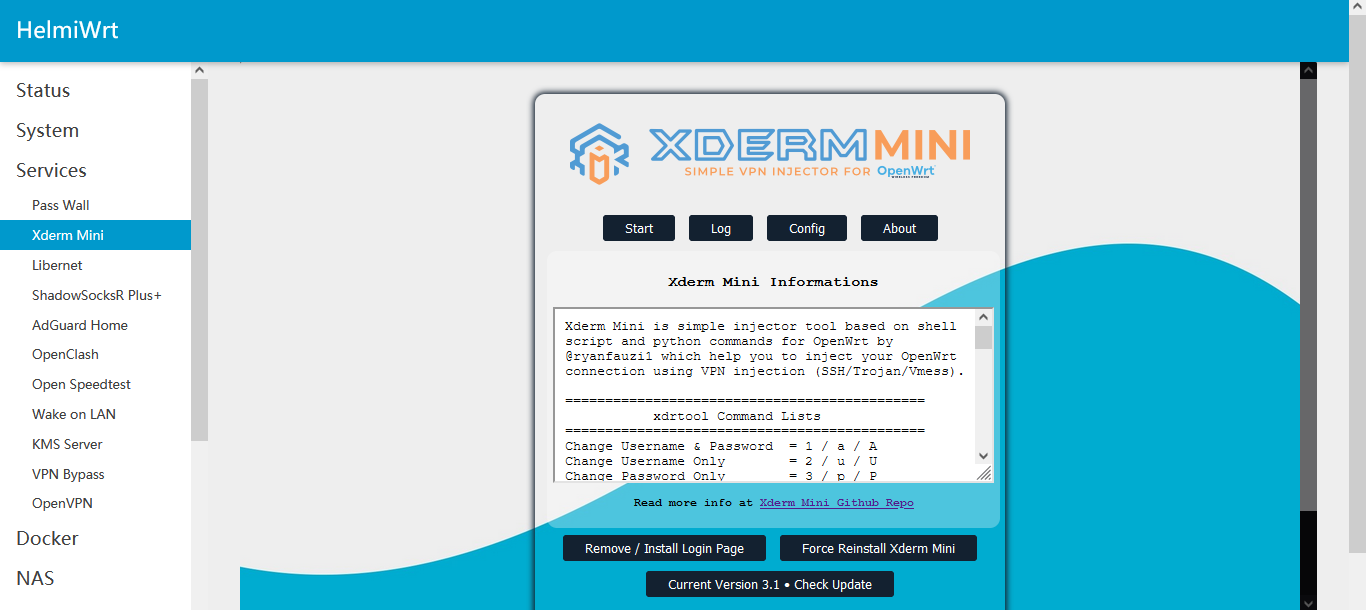 HelmiWrt
Status
System
Services
Pass Wall
Xderm Mini
Libernet
ShadowSocksR Plus+
AdGuard Home
OpenClash
Open Speedtest
Wake on LAN
KMS Server
VPN Bypass
OpenVPN
Docker
NAS
XDERM MINI
SIMPLE VPN INJECTOR FOR OpenWrt
WIRELESS FREEDOM
Start
Log
Config
About
Xderm Mini Informations
Xderm Mini is simple injector tool based on shell
script and python commands for OpenWrt by
@ryanfauzi1 which help you to inject your OpenWrt
connection using VPN injection (SSH/Trojan/Vmess).
=============================================
xdrtool Command Lists
=============================================
Change Username & Password = 1 / a / A
Change Username Only = 2 / u / U
Change Password Only = 3 / p / P
Read more info at Xderm Mini Github Repo
Remove / Install Login Page
Force Reinstall Xderm Mini
Current Version 3.1 • Check Update